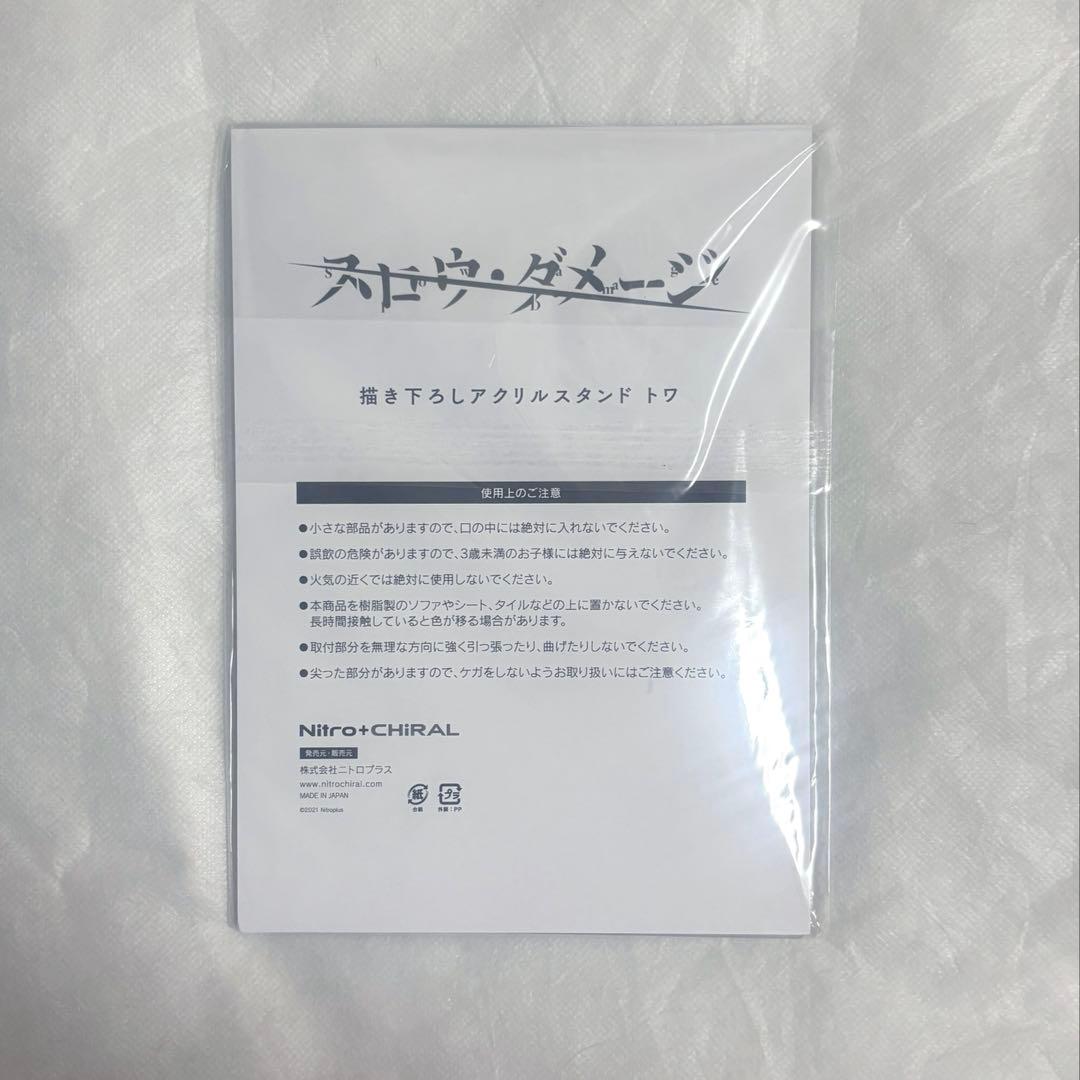 スロウ・ダメージ
Slow Damage
描き下ろしアクリルスタンド トワ
使用上のご注意
●小さな部品がありますので、口の中には絶対に入れないでください。
●誤飲の危険がありますので、3歳未満のお子様には絶対に与えないでください。
●火気の近くでは絶対に使用しないでください。
●本商品を樹脂製のソファやシート、タイルなどの上に置かないでください。
長時間接触していると色が移る場合があります。
●取付部分を無理な方向に強く引っ張ったり、曲げたりしないでください。
●尖った部分がありますので、ケガをしないようお取り扱いにはご注意ください。
Nitro+CHiRAL
発売元・販売元
株式会社ニトロプラス
www.nitrochiral.com
MADE IN JAPAN
©2021 Nitroplus
紙
台紙
プラ
外装：PP